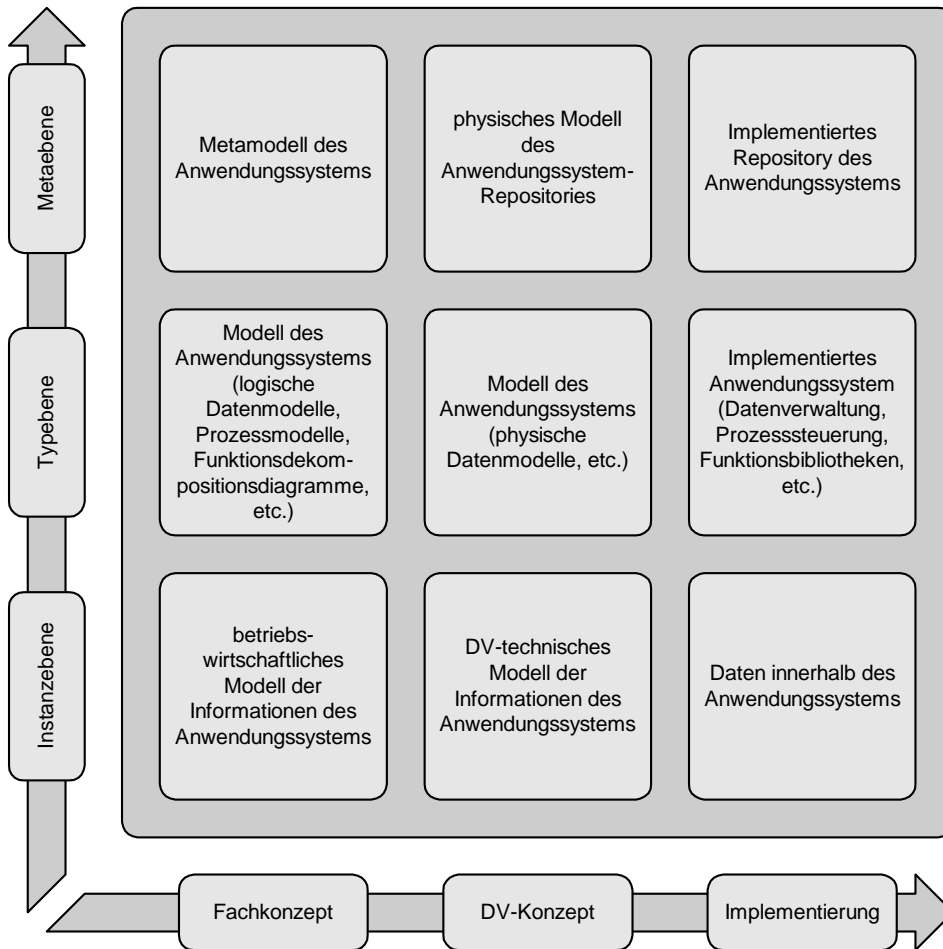 Metaebene
Metamodell des
Anwendungssystems
physisches Modell
des
Anwendungssystem-
Repositories
Implementiertes
Repository des
Anwendungssystems
Typebene
Modell des
Anwendungssystems
(logische
Datenmodelle,
Prozessmodelle,
Funktionsdekom-
positionsdiagramme,
etc.)
Modell des
Anwendungssystems
(physische
Datenmodelle, etc.)
Implementiertes
Anwendungssystem
(Datenverwaltung,
Prozesssteuerung,
Funktionsbibliotheken,
etc.)
Instanzebene
betriebs-
wirtschaftliches
Modell der
Informationen des
Anwendungssystems
DV-technisches
Modell der
Informationen des
Anwendungssystems
Daten innerhalb des
Anwendungssystems
Fachkonzept
DV-Konzept
Implementierung